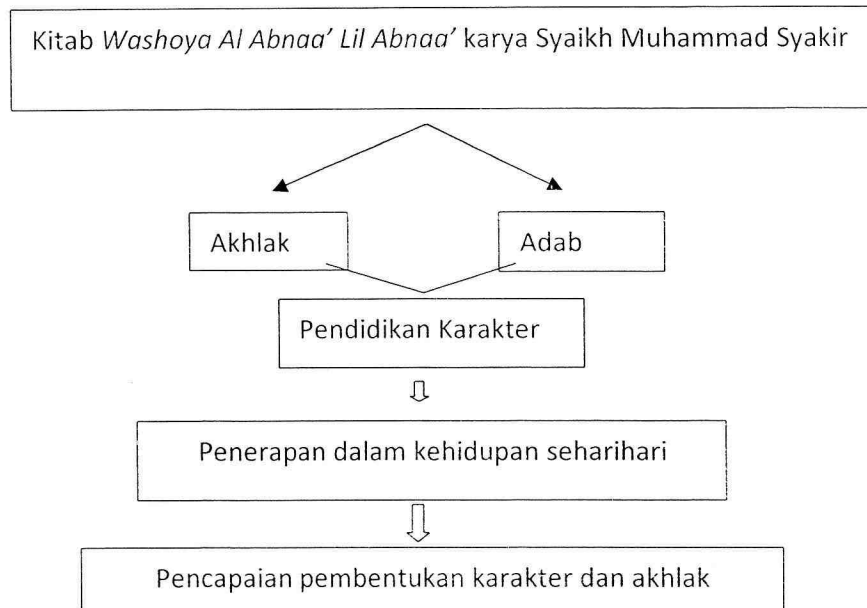 Kitab Washoya Al Abnaa’ Lil Abnaa’ karya Syaikh Muhammad Syakir
Akhlak
Adab
Pendidikan Karakter
Penerapan dalam kehidupan seharihari
Pencapaian pembentukan karakter dan akhlak